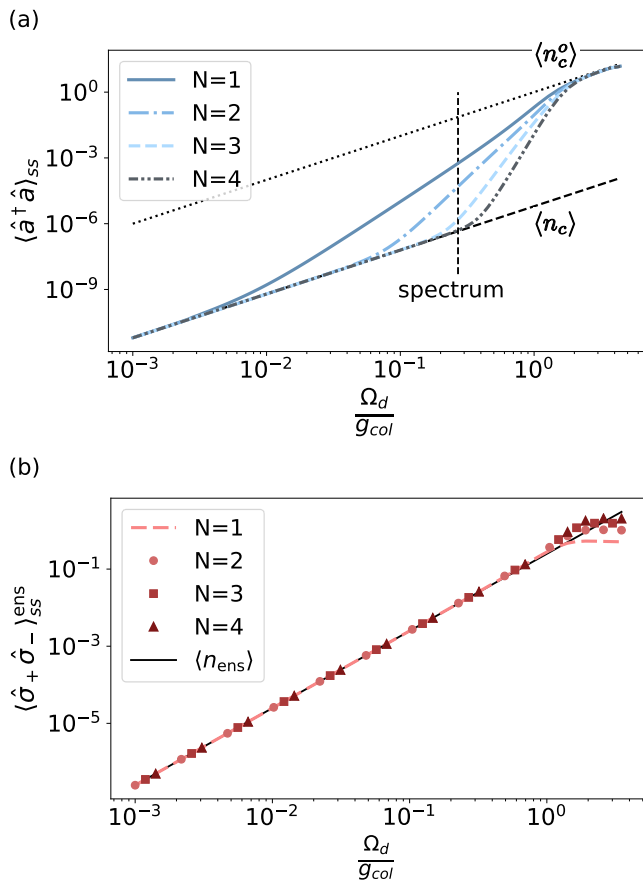 (a)
⟨n_c^o⟩
N=1
N=2
N=3
N=4
10^0
10^-3
10^-6
10^-9
⟨â†â⟩_ss
⟨n_c⟩
spectrum
10^-3 10^-2 10^-1 10^0
Ω_d
g_col
(b)
N=1
N=2
N=3
N=4
⟨n_ens⟩
10^-1
10^-3
10^-5
⟨σ̂_+ σ̂_-⟩_ss^ens
10^-3 10^-2 10^-1 10^0
Ω_d
g_col